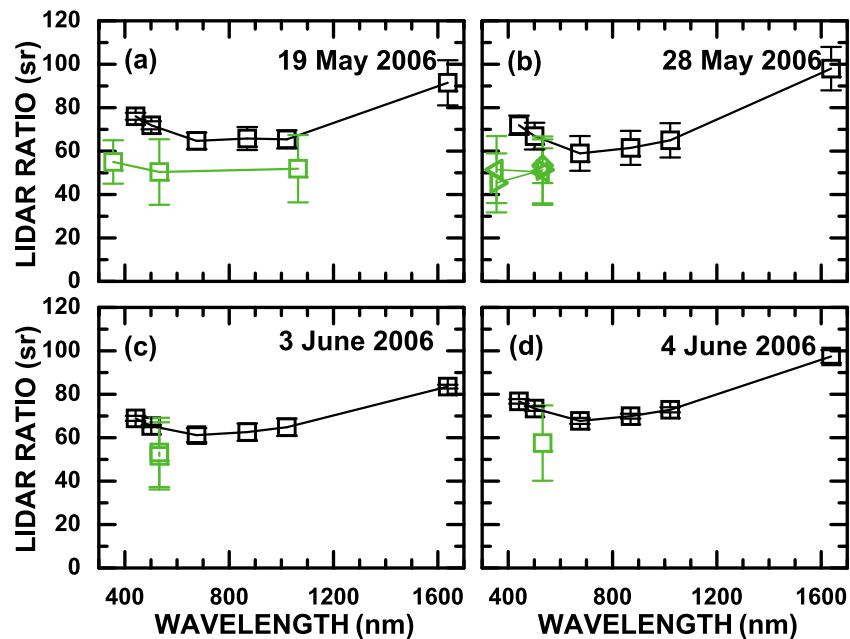 120
(a)
19 May 2006
(b)
28 May 2006
100
80
60
40
20
0
LIDAR RATIO (sr)
120
(c)
3 June 2006
(d)
4 June 2006
100
80
60
40
20
0
LIDAR RATIO (sr)
400 800 1200 1600
400 800 1200 1600
WAVELENGTH (nm)
WAVELENGTH (nm)